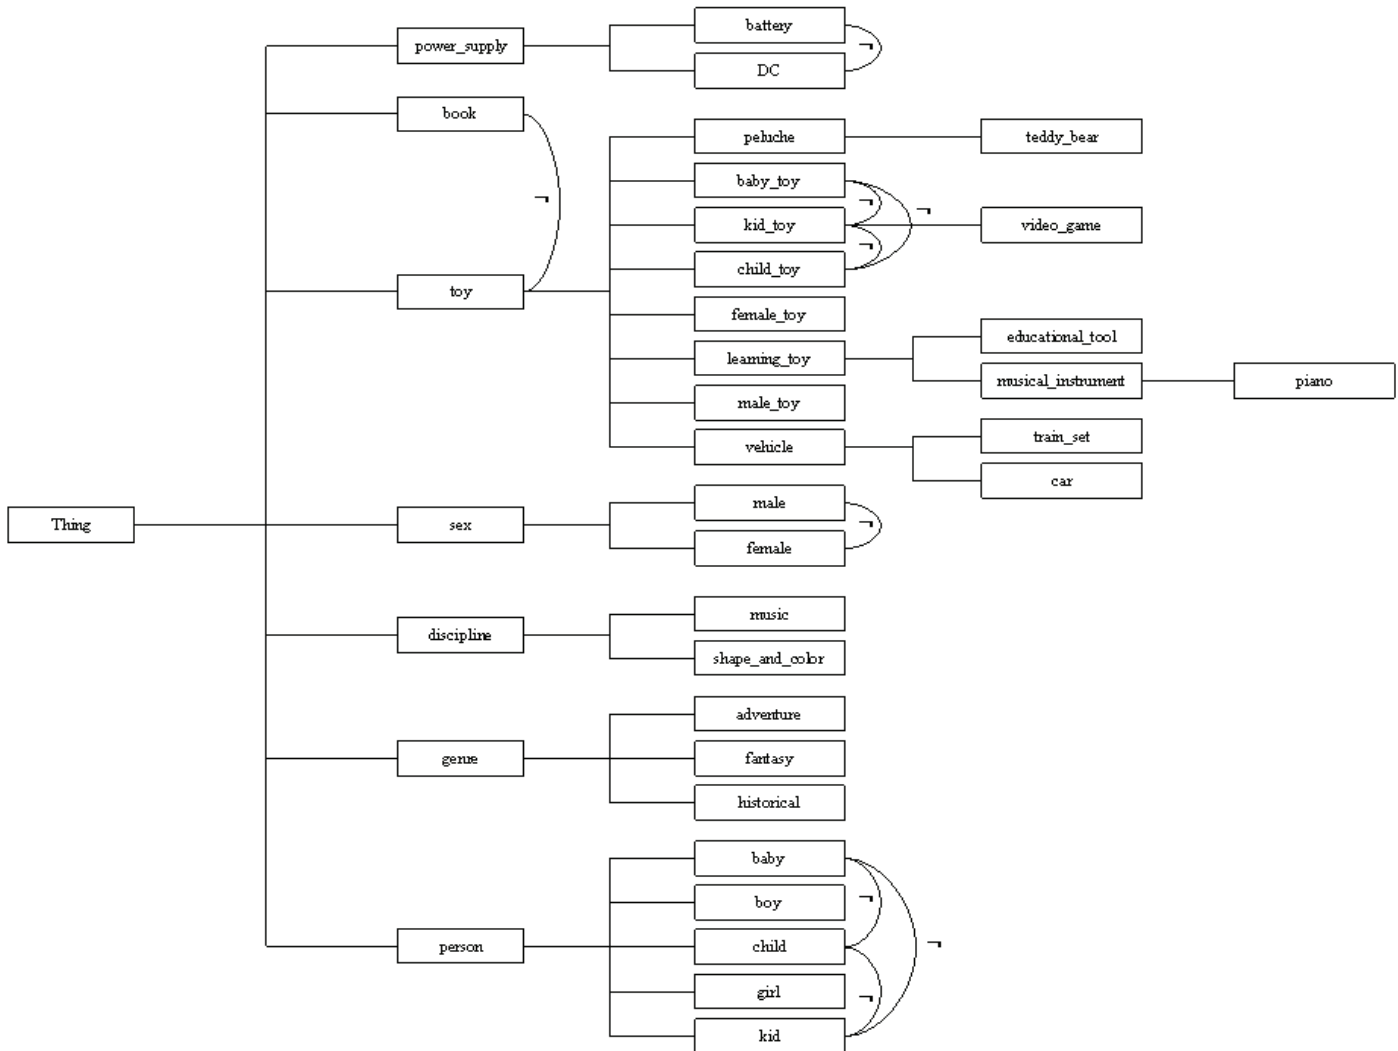 battery
power_supply
¬
DC
book
peluche
teddy_bear
baby_toy
¬
¬
¬
kid_toy
video_game
¬
child_toy
toy
female_toy
educational_tool
learning_toy
musical_instrument
piano
male_toy
train_set
vehicle
car
male
Thing
sex
¬
female
music
discipline
shape_and_color
adventure
genre
fantasy
historical
baby
boy
¬
person
child
¬
girl
¬
kid